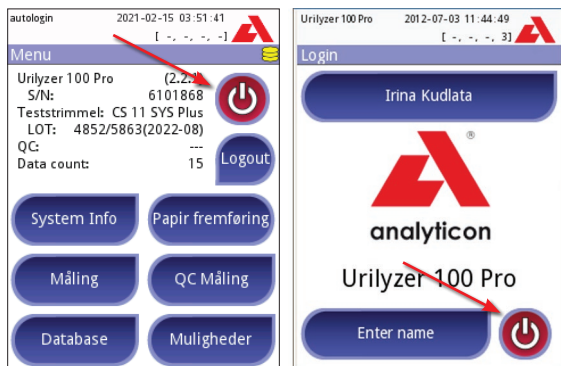 autologin 2021-02-15 03:51:41
[ -, -, -, -]
Menu
Urilyzer 100 Pro (2.2.
S/N: 6101868
Teststrimmel: CS 11 SYS Plus
LOT: 4852/5863(2022-08)
QC: ---
Data count: 15
Logout
System Info
Papir fremføring
Måling
QC Måling
Database
Muligheder
Urilyzer 100 Pro 2012-07-03 11:44:49
[ -, -, -, 3]
Login
Irina Kudlata
®
analyticon
Urilyzer 100 Pro
Enter name